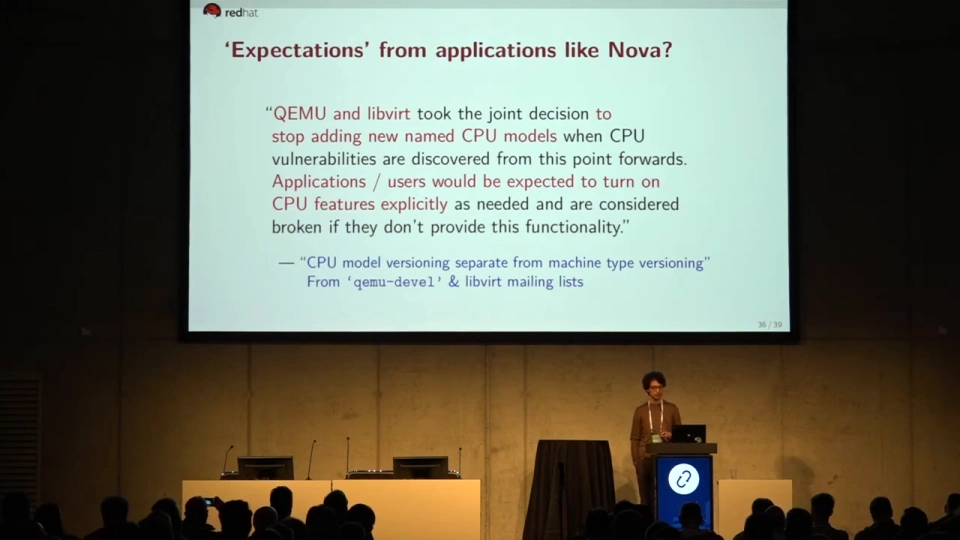 redhat
‘Expectations’ from applications like Nova?
“QEMU and libvirt took the joint decision to
stop adding new named CPU models when CPU
vulnerabilities are discovered from this point forwards.
Applications / users would be expected to turn on
CPU features explicitly as needed and are considered
broken if they don’t provide this functionality.”
— “CPU model versioning separate from machine type versioning”
From ‘qemu-devel’ & libvirt mailing lists
36 / 39